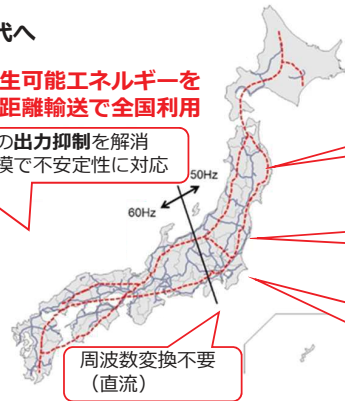 代へ
生可能エネルギーを
距離輸送で全国利用
の出力抑制を解消
模で不安定性に対応
50Hz
60Hz
周波数変換不要
（直流）